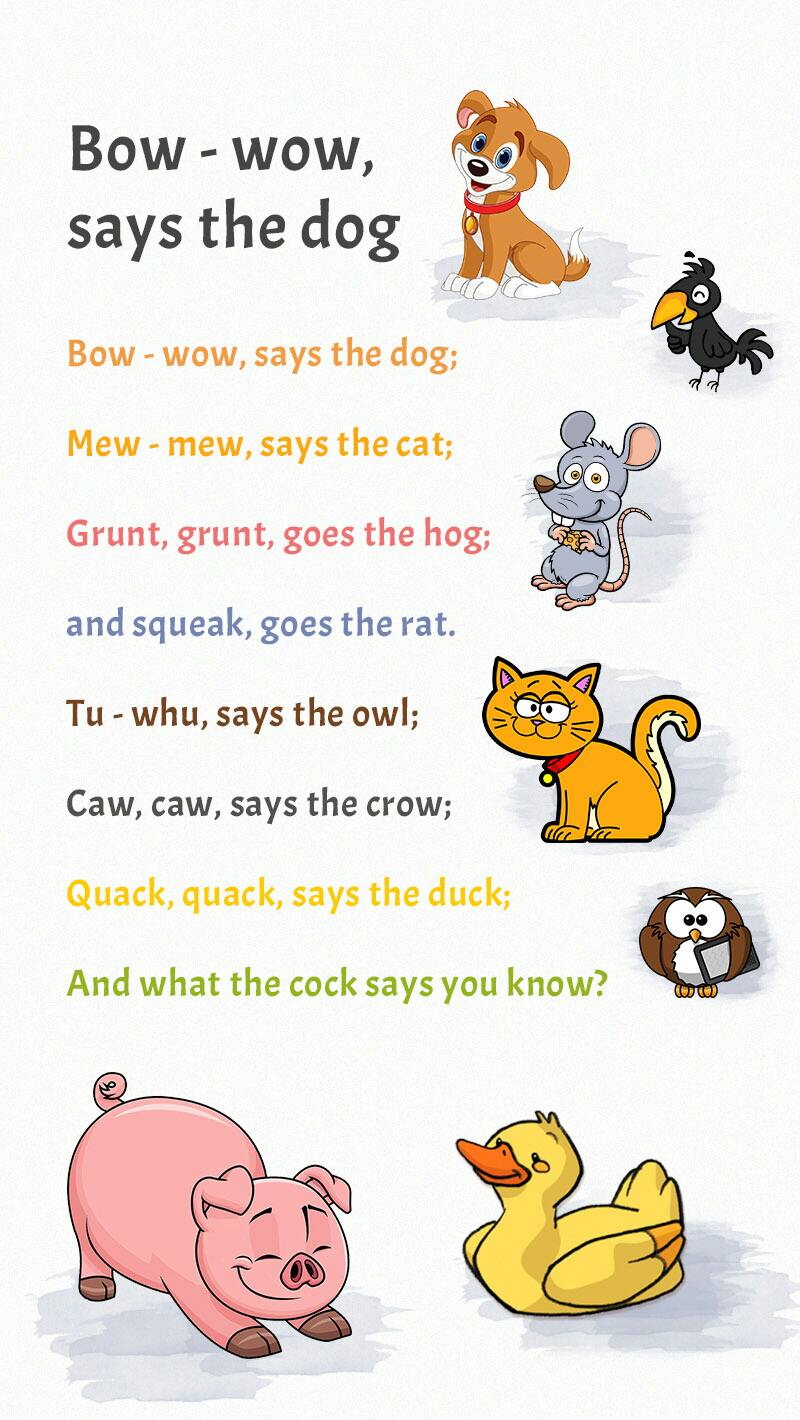 Bow - wow,
says the dog
Bow - wow, says the dog;
Mew - mew, says the cat;
Grunt, grunt, goes the hog;
and squeak, goes the rat.
Tu - whu, says the owl;
Caw, caw, says the crow;
Quack, quack, says the duck;
And what the cock says you know?